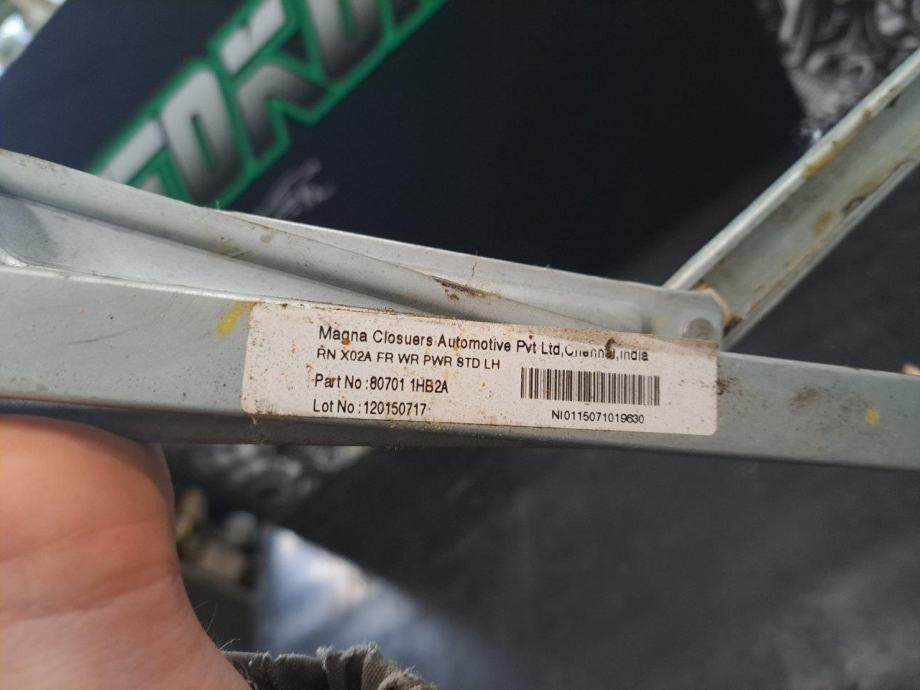 Magna Closuers Automotive Pvt Ltd,Chennai,India
RN X02A FR WR PWR STD LH
Part No :80701 1HB2A
Lot No :120150717
NI0115071019630